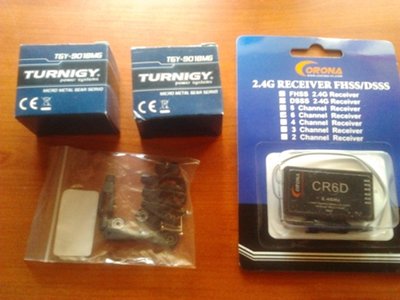 TGY-9018MG
TURNIGY
power systems
MICRO METAL GEAR SERVO
CE
TGY-9018MG
TURNIGY
power systems
MICRO METAL GEAR SERVO
CE
CORONA
2.4G RECEIVER FHSS/DSSS
FHSS 2.4G Receiver
DSSS 2.4G Receiver
8 Channel Receiver
6 Channel Receiver
4 Channel Receiver
3 Channel Receiver
2 Channel Receiver
CORONA
CR6D
2.4GHz